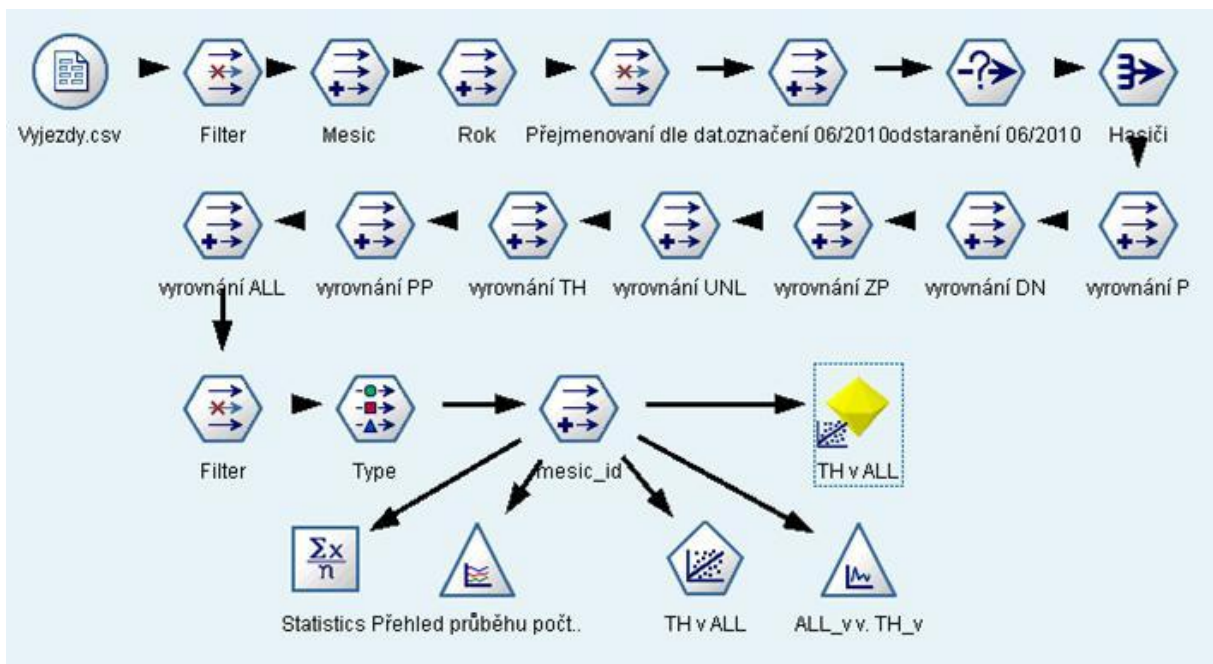 Vyjezdy.csv Filter Mesic Rok Přejmenovaní dle dat.označení 06/2010odstaranění 06/2010 Hasiči
vyrovnání ALL vyrovnání PP vyrovnání TH vyrovnání UNL vyrovnání ZP vyrovnání DN vyrovnání P
Filter Type mesic_id TH v ALL
Σx
n
Statistics Přehled průběhu počt.. TH v ALL ALL_v v. TH_v